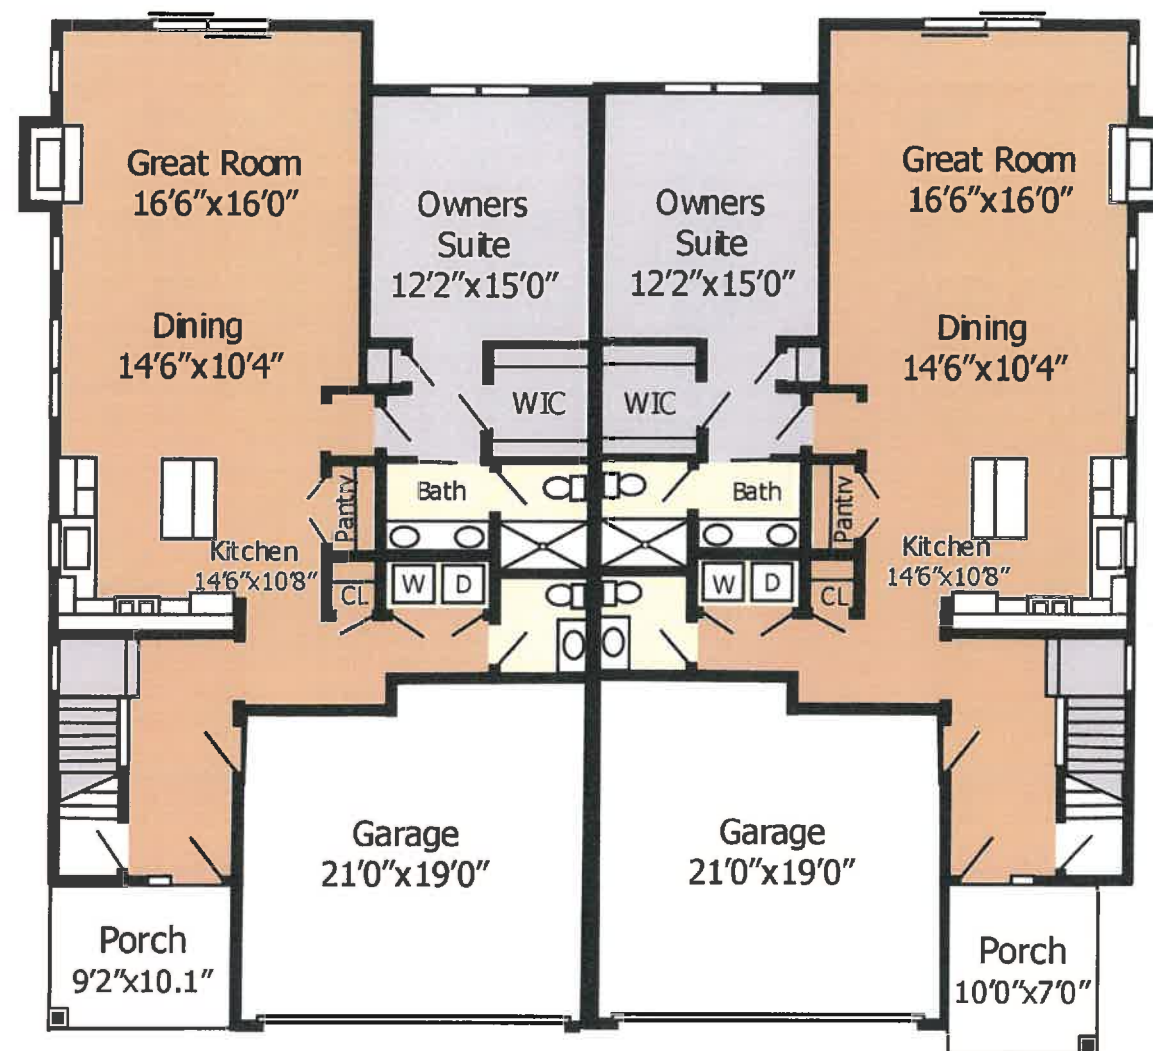 Great Room
16'6"x16'0"
Great Room
16'6"x16'0"
Owners
Suite
12'2"x15'0"
Owners
Suite
12'2"x15'0"
Dining
14'6"x10'4"
Dining
14'6"x10'4"
WIC
WIC
Bath
Bath
Pantry
Pantry
Kitchen
14'6"x10'8"
Kitchen
14'6"x10'8"
CL
W
D
W
D
CL
Garage
21'0"x19'0"
Garage
21'0"x19'0"
Porch
9'2"x10.1"
Porch
10'0"x7'0"